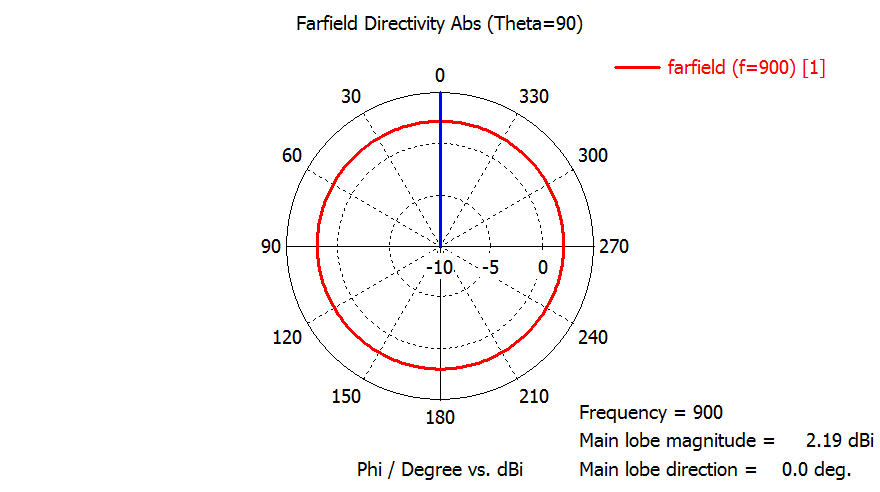 Farfield Directivity Abs (Theta=90)
farfield (f=900) [1]
0
30
330
60
300
90
270
-10
-5
0
120
240
150
210
180
Frequency = 900
Main lobe magnitude = 2.19 dBi
Phi / Degree vs. dBi
Main lobe direction = 0.0 deg.